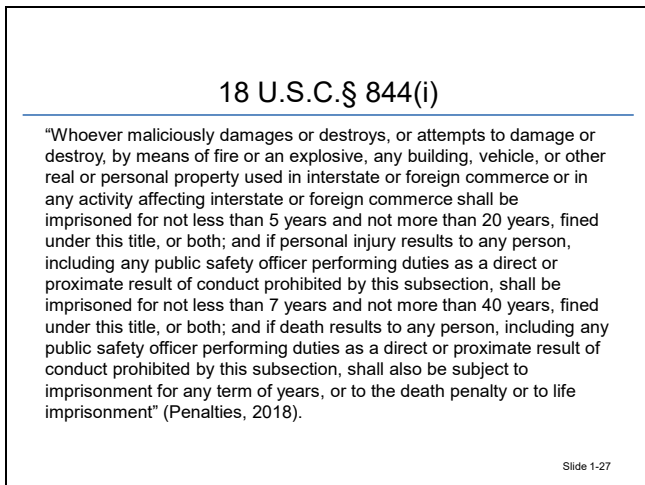 18 U.S.C.§ 844(i)
“Whoever maliciously damages or destroys, or attempts to damage or
destroy, by means of fire or an explosive, any building, vehicle, or other
real or personal property used in interstate or foreign commerce or in
any activity affecting interstate or foreign commerce shall be
imprisoned for not less than 5 years and not more than 20 years, fined
under this title, or both; and if personal injury results to any person,
including any public safety officer performing duties as a direct or
proximate result of conduct prohibited by this subsection, shall be
imprisoned for not less than 7 years and not more than 40 years, fined
under this title, or both; and if death results to any person, including any
public safety officer performing duties as a direct or proximate result of
conduct prohibited by this subsection, shall also be subject to
imprisonment for any term of years, or to the death penalty or to life
imprisonment” (Penalties, 2018).
Slide 1-27